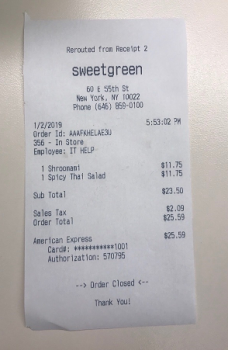 Rerouted from Receipt 2
sweetgreen
60 E 55th St
New York, NY 10022
Phone (646) 859-0100
1/2/2019 5:53:02 PM
Order Id: AAAFKHELAE3U
356 - In Store
Employee: IT HELP
1 Shroomami $11.75
1 Spicy Thai Salad $11.75
Sub Total $23.50
Sales Tax $2.09
Order Total $25.59
American Express $25.59
Card#: ***********1001
Authorization: 570795
--> Order Closed <--
Thank You!